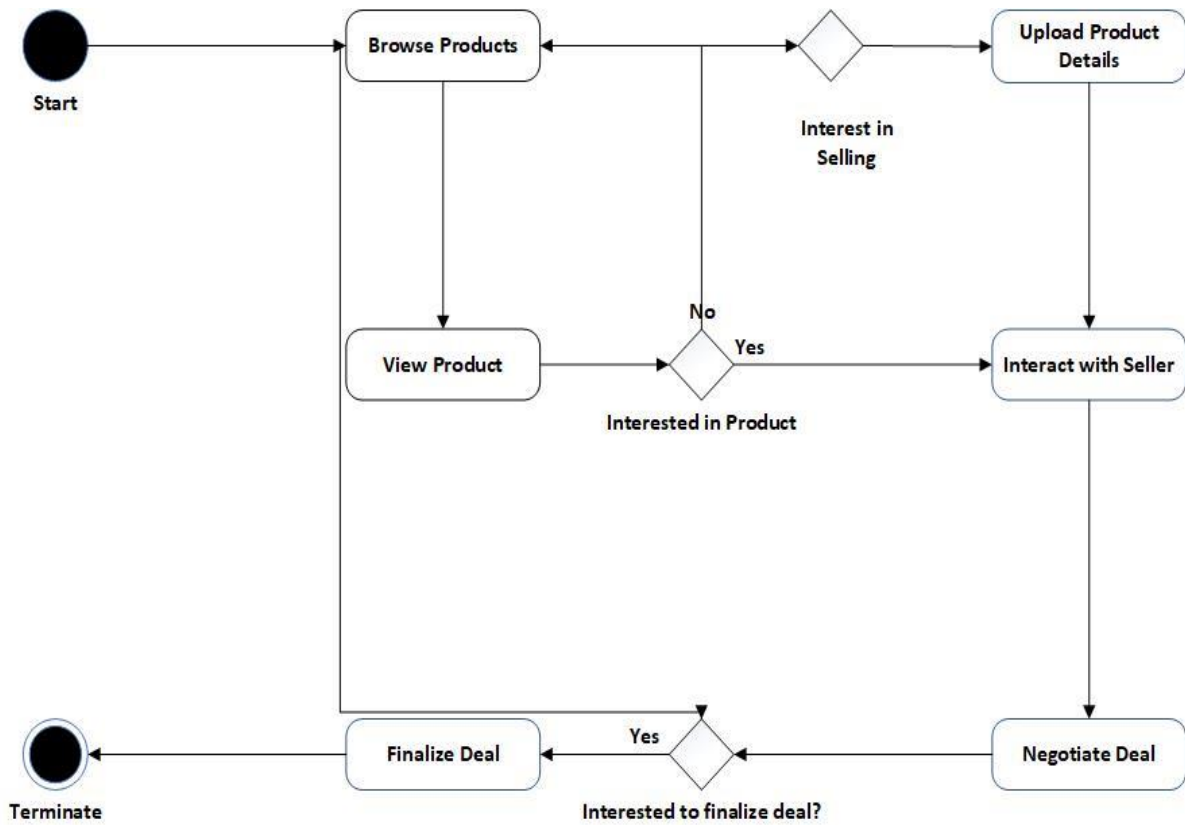 Browse Products
Upload Product
Details
Start
Interest in
Selling
No
View Product
Yes
Interact with Seller
Interested in Product
Yes
Finalize Deal
Negotiate Deal
Terminate
Interested to finalize deal?